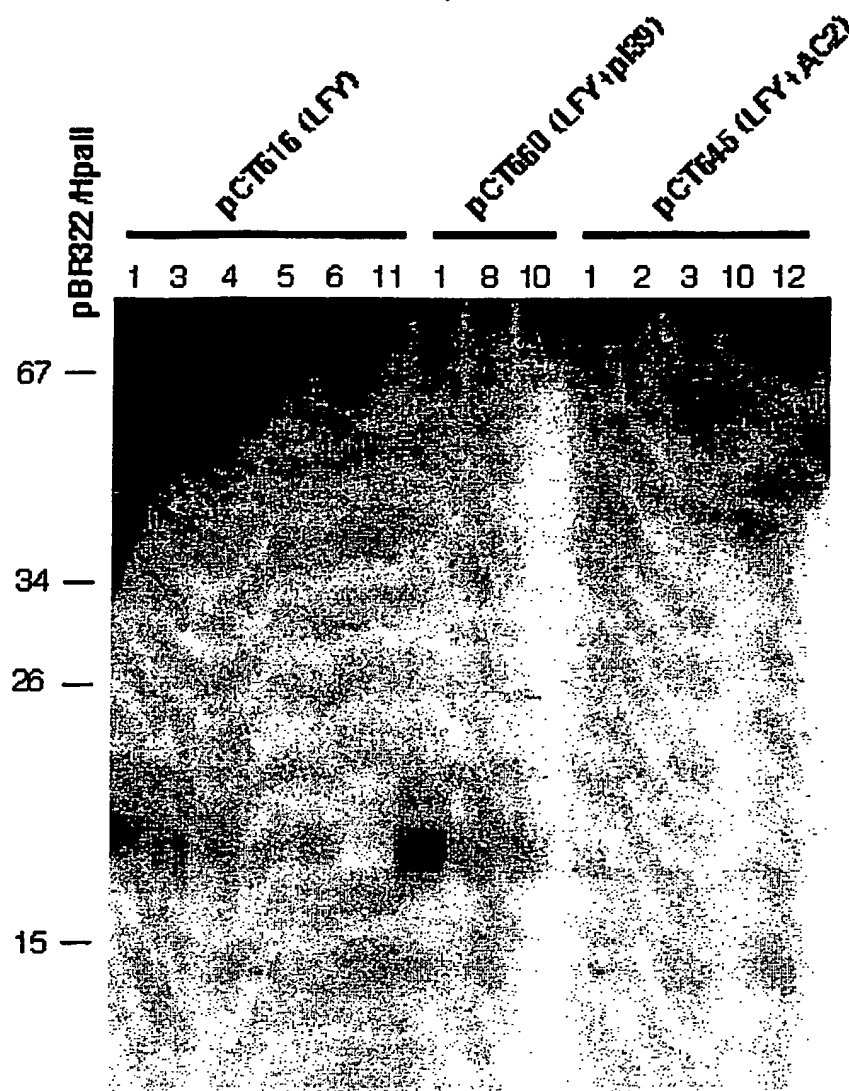 pBR322/HpaII
pCT616 (LFY)
pCT660 (LFY+pI39)
pCT645 (LFY+AC2)
1 3 4 5 6 11 1 8 10 1 2 3 10 12
67
34
26
15